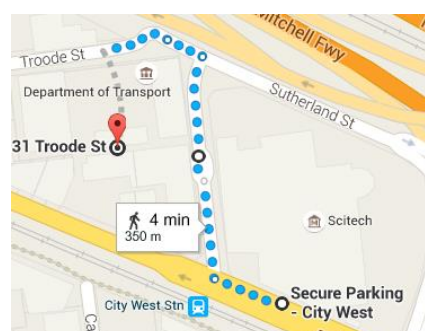 Mitchell Fwy
Troode St
Department of Transport
Sutherland St
31 Troode St
4 min
350 m
Scitech
Secure Parking
- City West
City West Stn
Ca